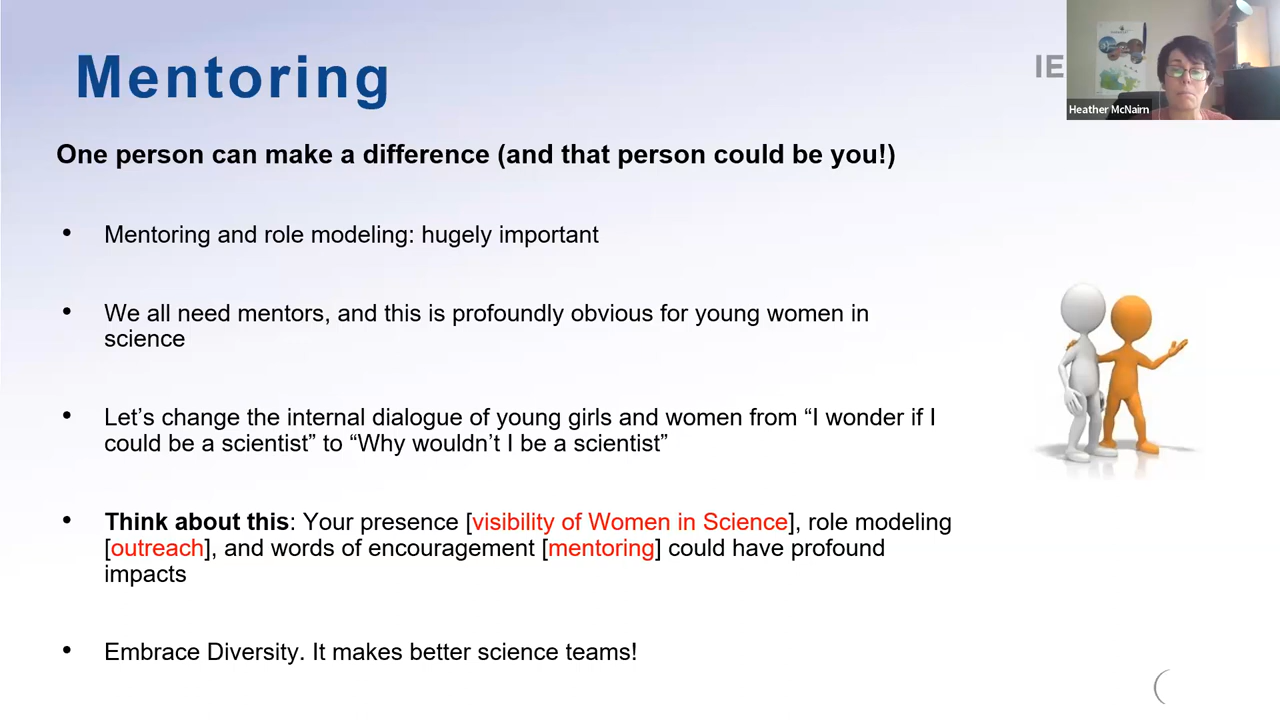 Mentoring
IE
Heather McNairn
One person can make a difference (and that person could be you!)
• Mentoring and role modeling: hugely important
• We all need mentors, and this is profoundly obvious for young women in
science
• Let’s change the internal dialogue of young girls and women from “I wonder if I
could be a scientist” to “Why wouldn’t I be a scientist”
• Think about this: Your presence [visibility of Women in Science], role modeling
[outreach], and words of encouragement [mentoring] could have profound
impacts
• Embrace Diversity. It makes better science teams!